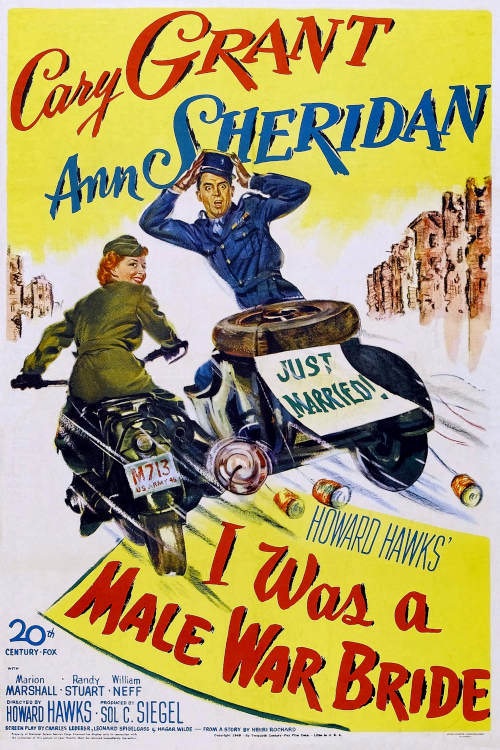 Cary GRANT
Ann SHERIDAN
JUST
MARRIED!
M713
US ARMY 45
HOWARD HAWKS'
I Was a
MALE WAR BRIDE
20th
CENTURY-FOX
WITH
Marion Randy William
MARSHALL · STUART · NEFF
DIRECTED BY PRODUCED BY
HOWARD HAWKS · SOL C. SIEGEL
SCREEN PLAY BY CHARLES LEDERER, LEONARD SPIGELGASS & HAGAR WILDE — FROM A STORY BY HENRI ROCHARD